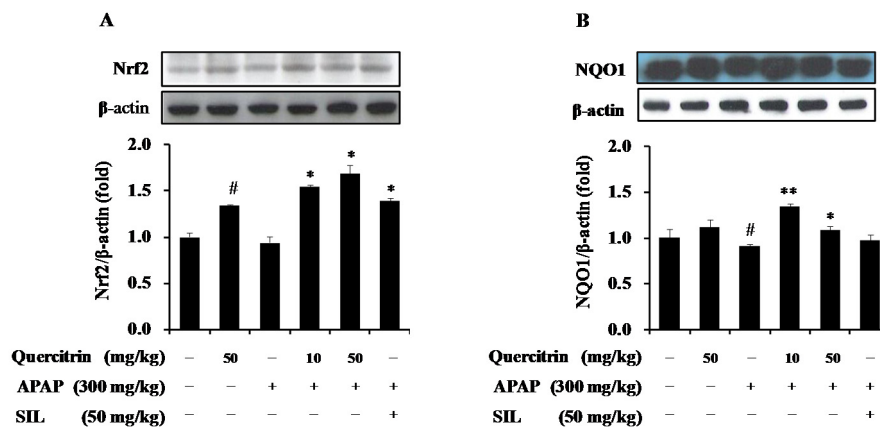 A
Nrf2
β-actin
Nrf2/β-actin (fold)
2.0
1.5
1.0
0.5
0.0
# * * *
Quercitrin (mg/kg) – 50 – 10 50 –
APAP (300 mg/kg) – – + + + +
SIL (50 mg/kg) – – – – – +
B
NQO1
β-actin
NQO1/β-actin (fold)
2.0
1.5
1.0
0.5
0.0
# ** *
Quercitrin (mg/kg) – 50 – 10 50 –
APAP (300 mg/kg) – – + + + +
SIL (50 mg/kg) – – – – – +